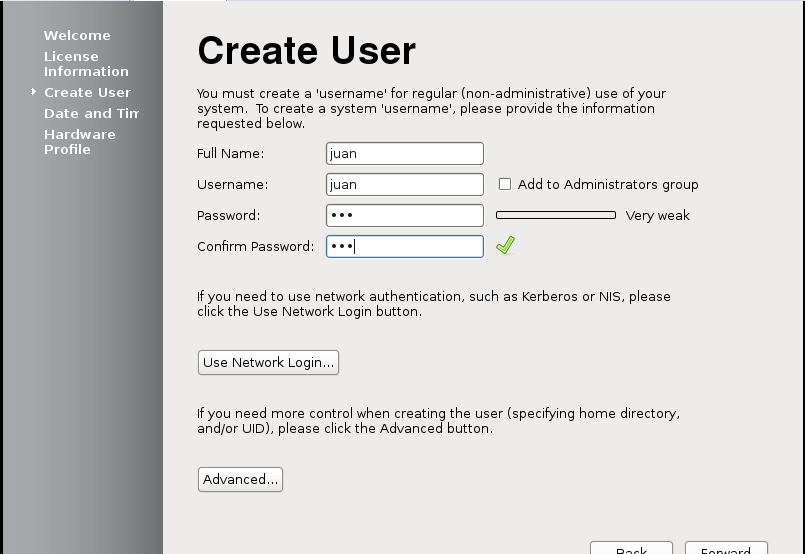 Welcome
License
Information
Create User
Date and Tim
Hardware
Profile
Create User
You must create a 'username' for regular (non-administrative) use of your
system.  To create a system 'username', please provide the information
requested below.
Full Name: juan
Username: juan Add to Administrators group
Password: ••• Very weak
Confirm Password: •••
If you need to use network authentication, such as Kerberos or NIS, please
click the Use Network Login button.
Use Network Login...
If you need more control when creating the user (specifying home directory,
and/or UID), please click the Advanced button.
Advanced...
Back Forward